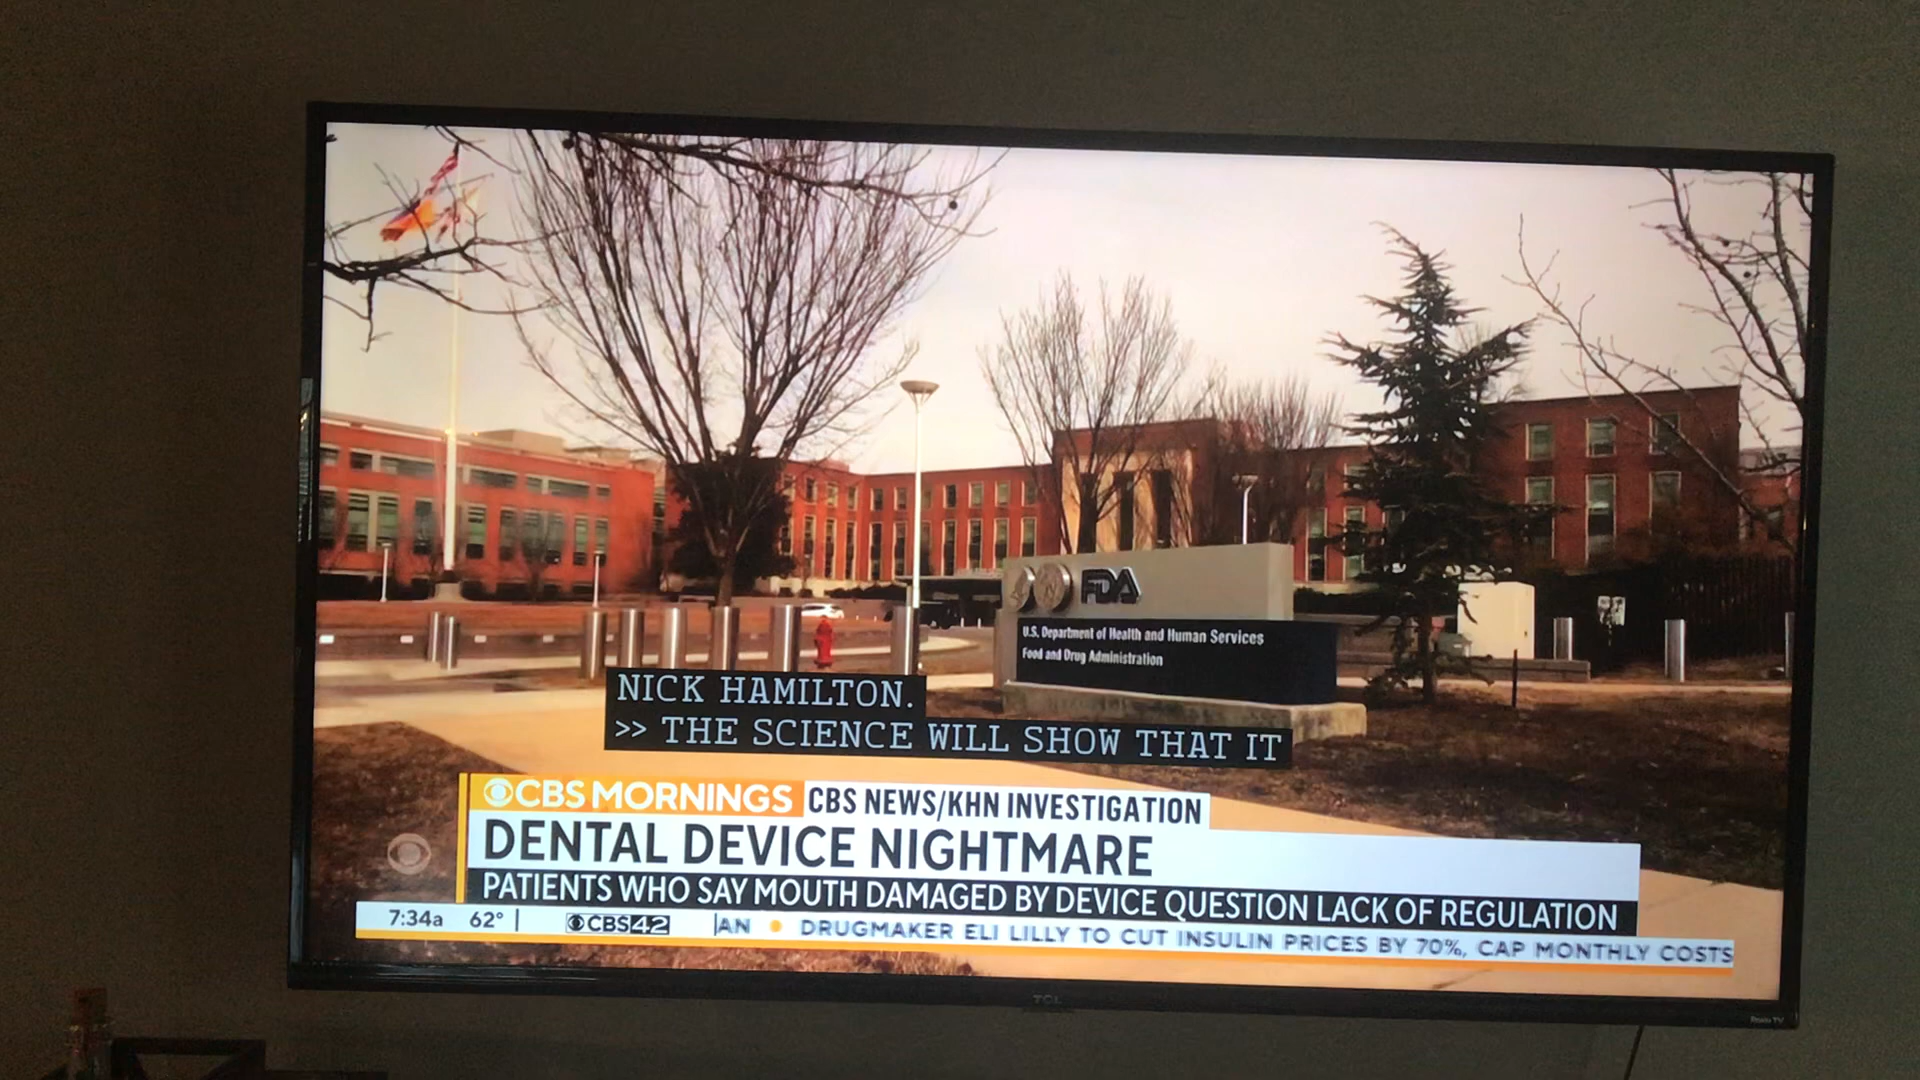 FDA
U.S. Department of Health and Human Services
Food and Drug Administration
NICK HAMILTON.
>> THE SCIENCE WILL SHOW THAT IT
CBS MORNINGS CBS NEWS/KHN INVESTIGATION
DENTAL DEVICE NIGHTMARE
PATIENTS WHO SAY MOUTH DAMAGED BY DEVICE QUESTION LACK OF REGULATION
7:34a 62° | CBS42 AN • DRUGMAKER ELI LILLY TO CUT INSULIN PRICES BY 70%, CAP MONTHLY COSTS
TCL
Roku TV